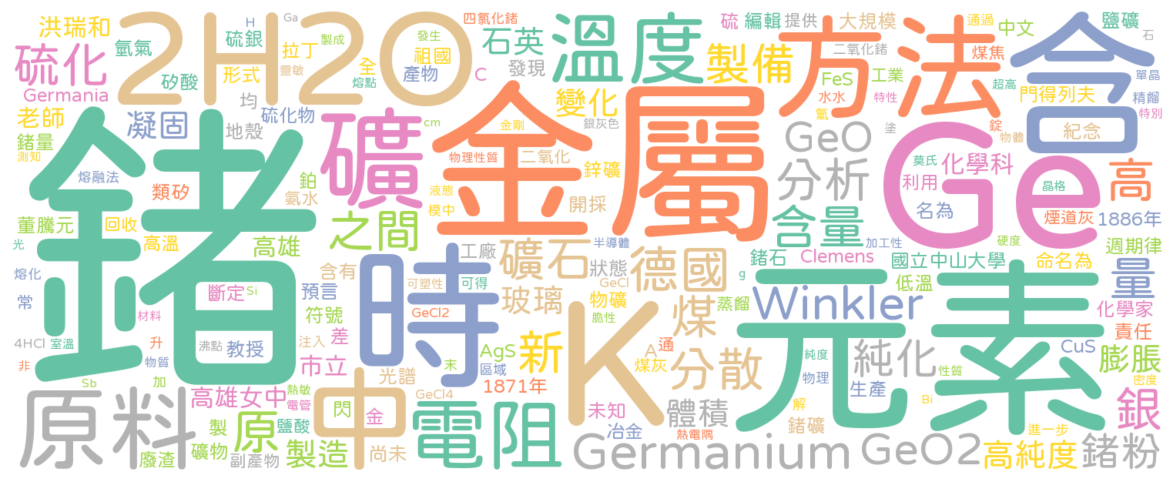 洪瑞和
氫氣
硫銀
H
拉丁
Ga
靈敏
製成
熔點
祖國
發生
四氯化鍺
石英
溫度
硫
編輯
提供
大規模
方法
通過
中文
石
鹽礦
2H2O
硫化
Germania
矽酸
形式
硫化物
全
產物
C
發現
變化
製備
二氧化鍺
FeS
水水
工業
特性
煤焦
超高
門得列夫
單晶
精餾
特別
含
老師
鍺量
測知
凝固
均
地殼
鉑
氨水
礦
cm
物理性質
金剛
二氧化
銀灰色
鋅礦
GeO
氧
塗
錠
物體
紀念
熔融法
類矽
液態
模中
開採
分析
利用
莫氏
化學科
晶格
高
煙道灰
1886年
鍺
金屬
Ge
董騰元
回收
高溫
高雄
之間
名為
含量
加工性
硬度
週期律
光
熔化
常
斷定
Si
含有
預言
工廠
時
礦石
半導體
狀態
德國
鍺石
Clemens
國立中山大學
低溫
命名為
量
材料
符號
注入
可塑性
可得
玻璃
GeCl
物礦
脆性
g
蒸餾
Winkler
化學家
責任
4HCl
室溫
升
沸點
教授
差
GeCl2
K
煤
A
通
煤灰
純度
純化
性質
CuS
膨脹
密度
非
物質
市立
光譜
末
AgS
區域
新
分散
物理
生產
元素
Sb
加
高雄女中
熱敏
電管
中
1871年
GeCl4
未知
體積
解
鍺礦
Bi
銀
原料
製
原
鹽酸
閃
金
電阻
冶金
熱電隅
進一步
廢渣
礦物
副產物
製造
尚未
Germanium
GeO2
高純度
鍺粉